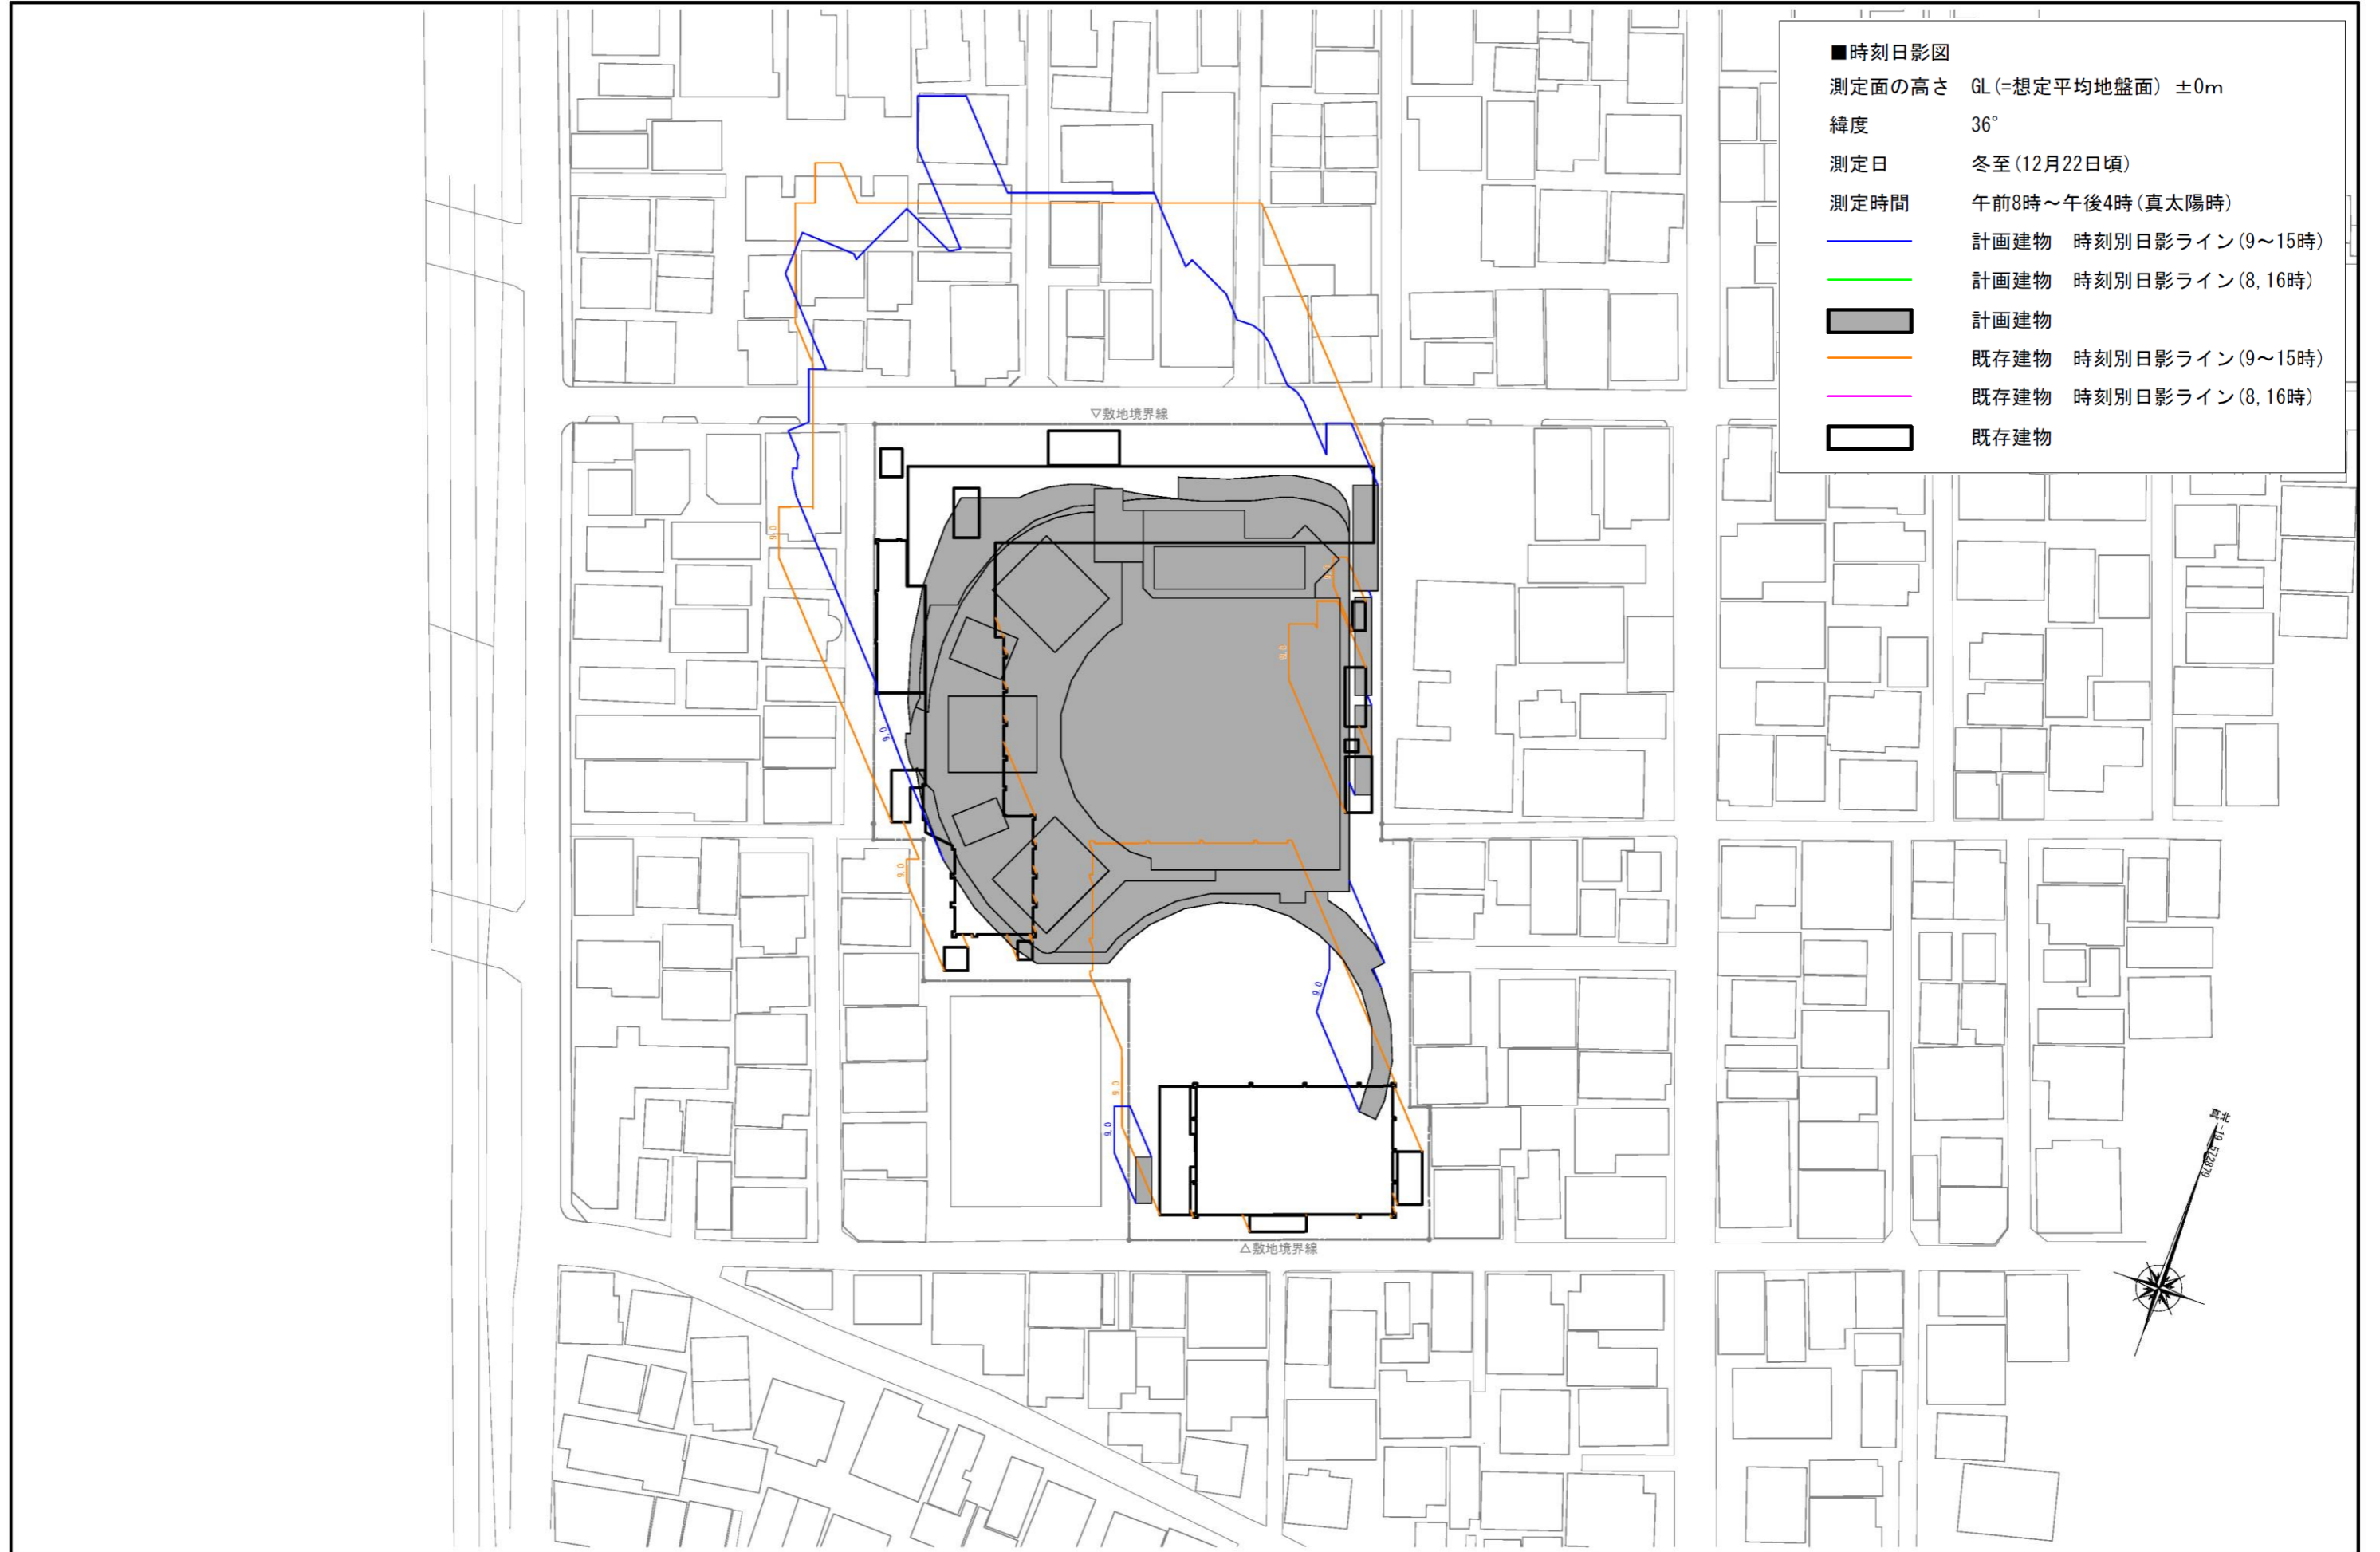 ■時刻日影図
測定面の高さ GL(=想定平均地盤面) ±0m
緯度 36°
測定日 冬至(12月22日頃)
測定時間 午前8時～午後4時(真太陽時)
計画建物 時刻別日影ライン(9～15時)
計画建物 時刻別日影ライン(8,16時)
計画建物
既存建物 時刻別日影ライン(9～15時)
既存建物 時刻別日影ライン(8,16時)
既存建物
▽敷地境界線
9.0
9.0
9.0
9.0
9.0
9.0
9.0
9.0
9.0
△敷地境界線
真北 -19.572879